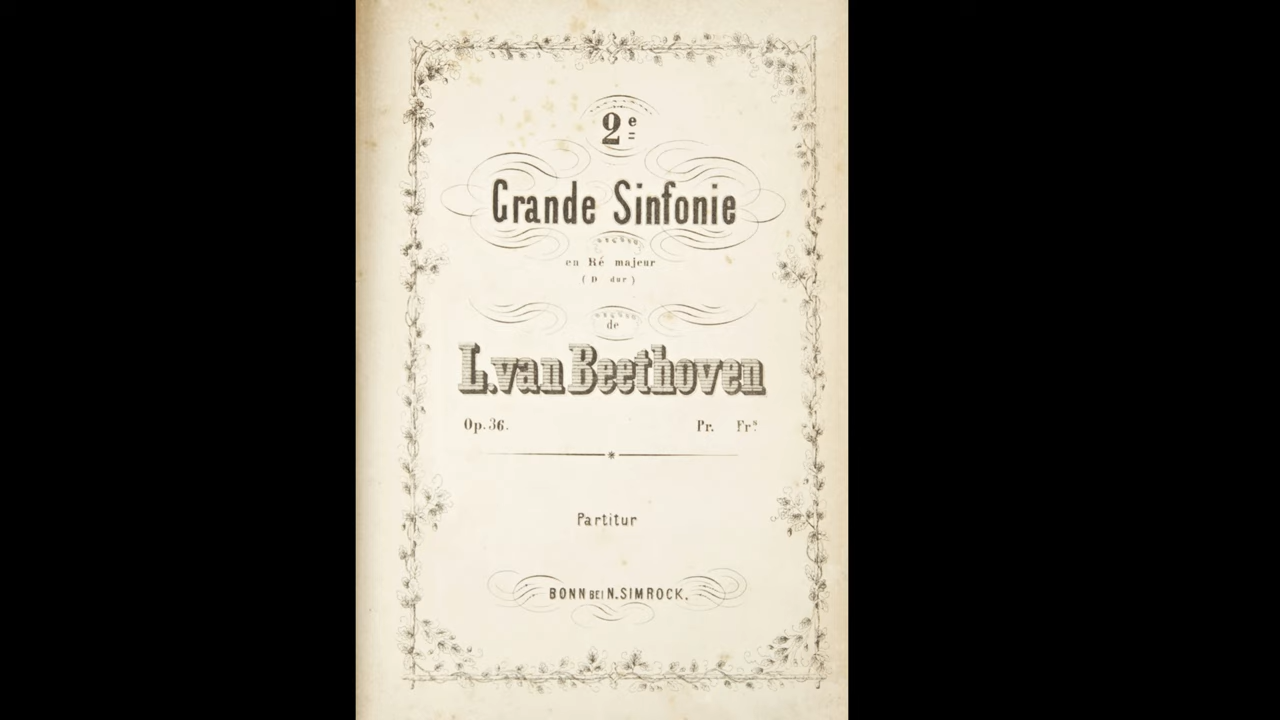 2e
Grande Sinfonie
en Ré majeur
( D dur )
de
L. van Beethoven
Op. 36. Pr. Frs
Partitur
BONN BEI N. SIMROCK.